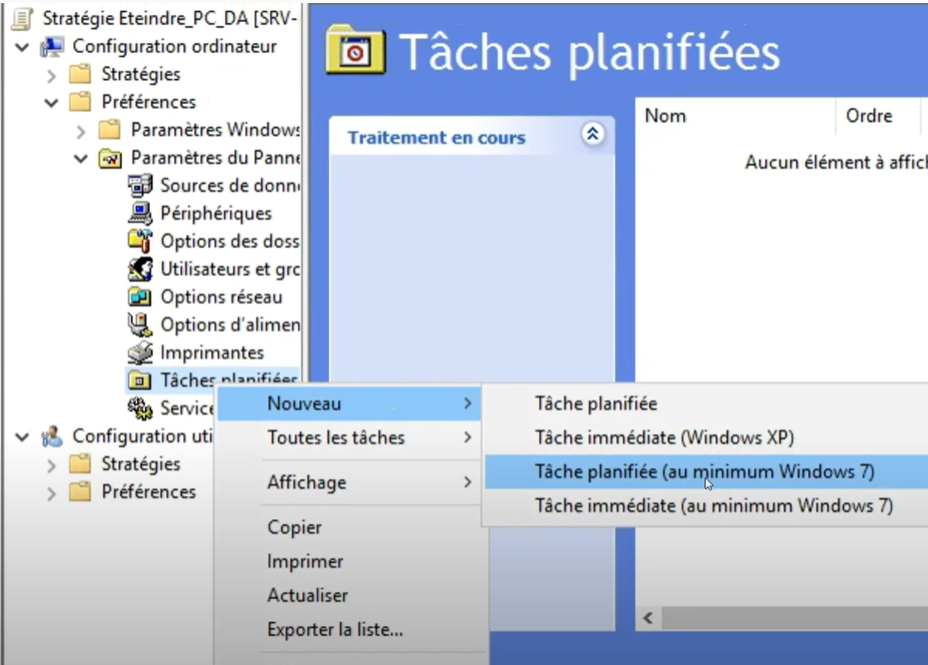 Stratégie Eteindre_PC_DA [SRV-
Configuration ordinateur
Stratégies
Préférences
Paramètres Windows
Paramètres du Panne
Sources de donn
Périphériques
Options des doss
Utilisateurs et grc
Options réseau
Options d'alimen
Imprimantes
Tâches planifiées
Service
Configuration uti
Stratégies
Préférences
Tâches planifiées
Traitement en cours
Nom
Ordre
Aucun élément à affich
Nouveau
Toutes les tâches
Affichage
Copier
Imprimer
Actualiser
Exporter la liste...
Tâche planifiée
Tâche immédiate (Windows XP)
Tâche planifiée (au minimum Windows 7)
Tâche immédiate (au minimum Windows 7)